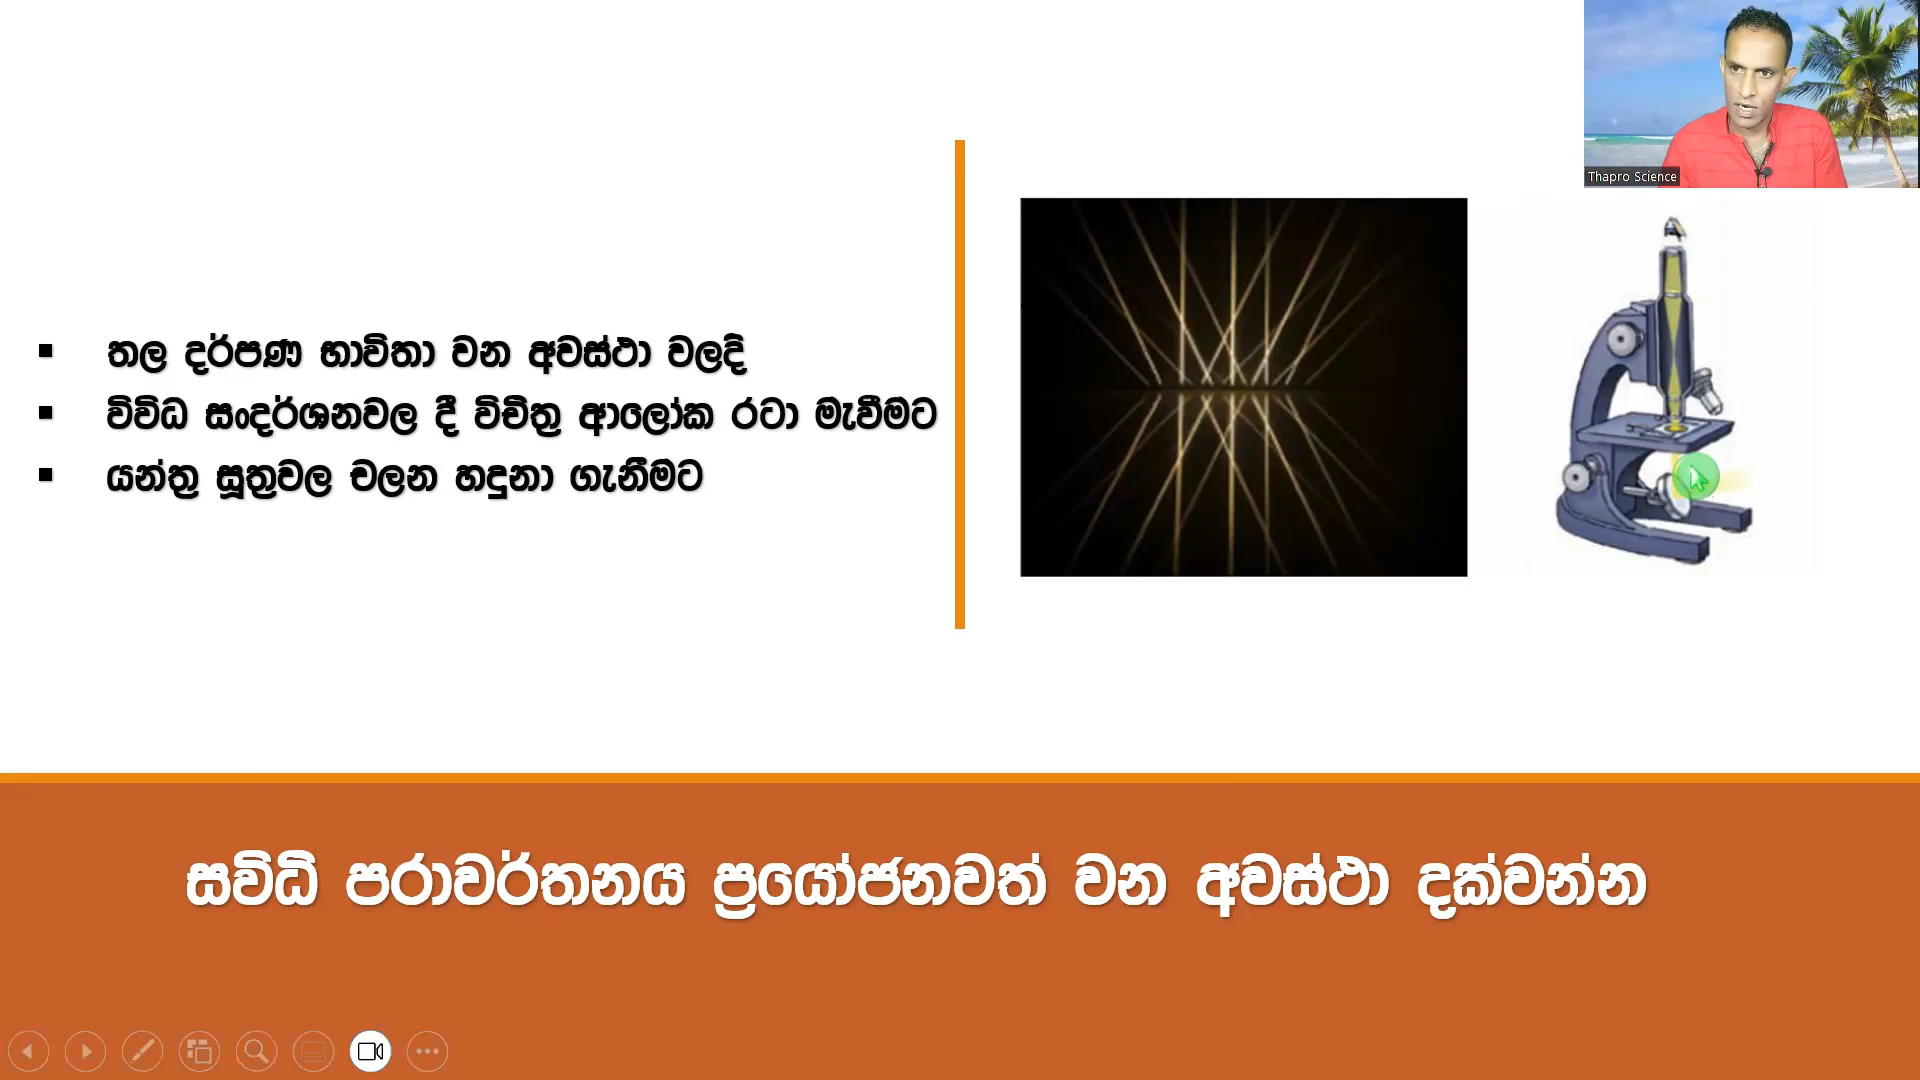 Thapro Science
තල දර්පණ භාවිතා වන අවස්ථා වලදි
විවිධ සංදර්ශනවල දී විචිත්‍ර ආලෝක රටා මැවීමට
යන්ත්‍ර සූත්‍රවල චලන හදුනා ගැනීමට
සවිධි පරාවර්තනය ප්‍රයෝජනවත් වන අවස්ථා දක්වන්න